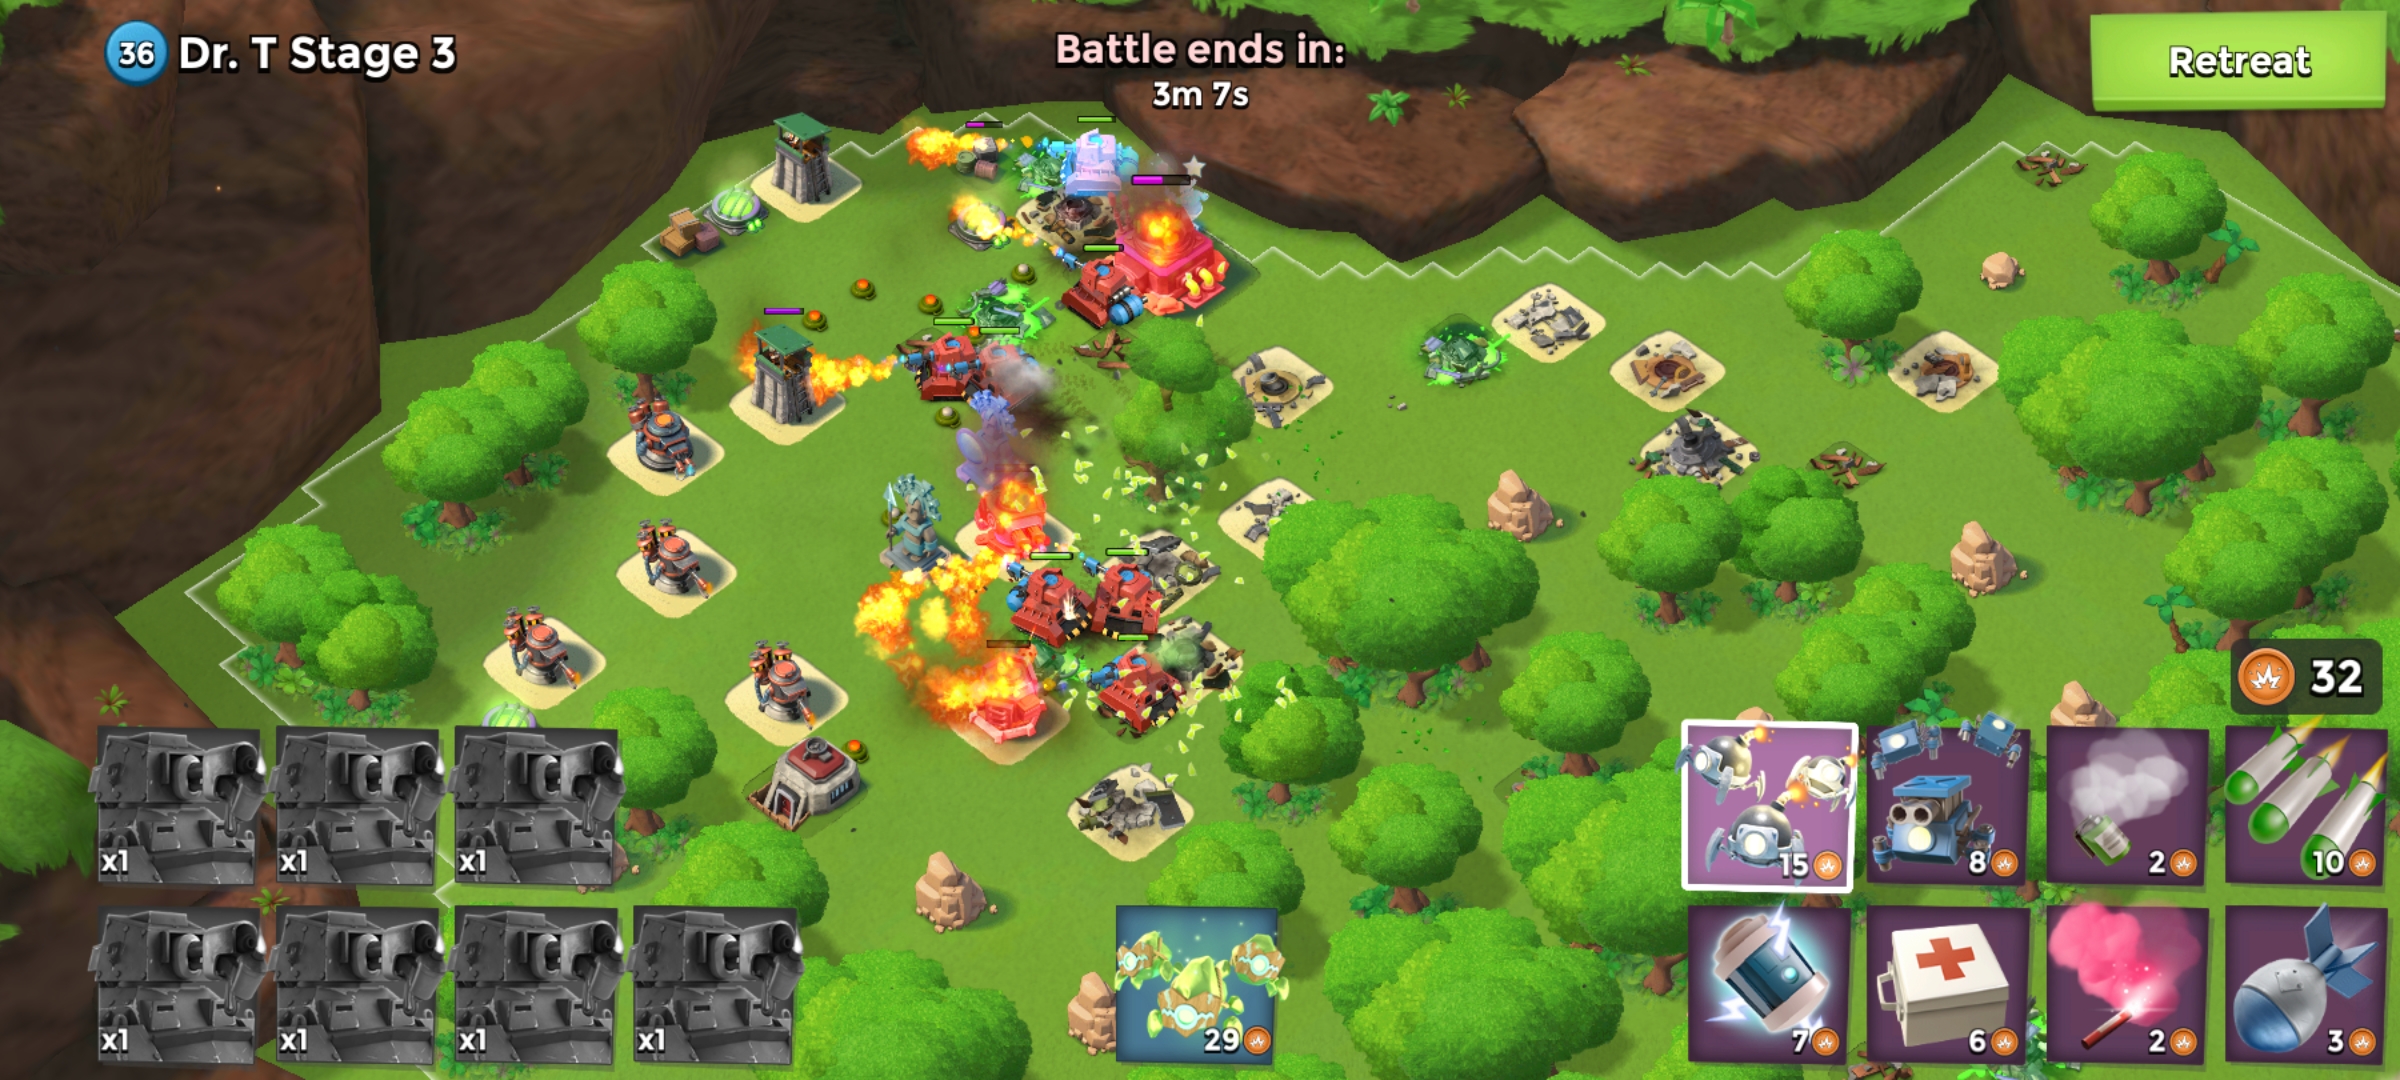 36 Dr. T Stage 3
Battle ends in:
3m 7s
Retreat
32
x1 x1 x1
15 8 2 10
x1 x1 x1 x1
29
7 6 2 3